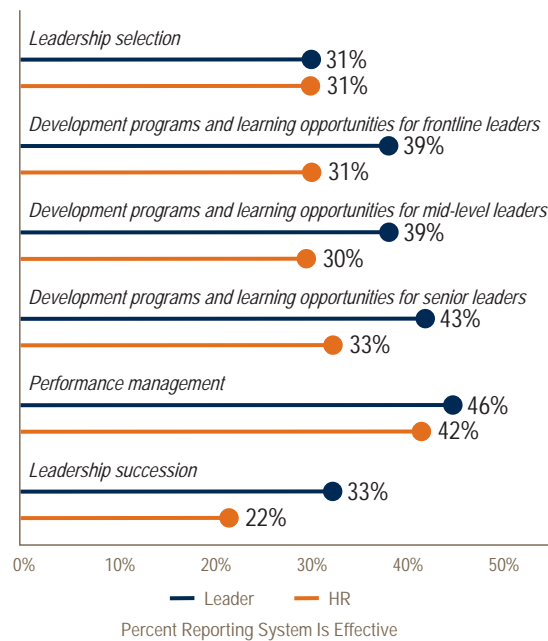 Leadership selection
31%
31%
Development programs and learning opportunities for frontline leaders
39%
31%
Development programs and learning opportunities for mid-level leaders
39%
30%
Development programs and learning opportunities for senior leaders
43%
33%
Performance management
46%
42%
Leadership succession
33%
22%
0% 10% 20% 30% 40% 50%
Leader HR
Percent Reporting System Is Effective